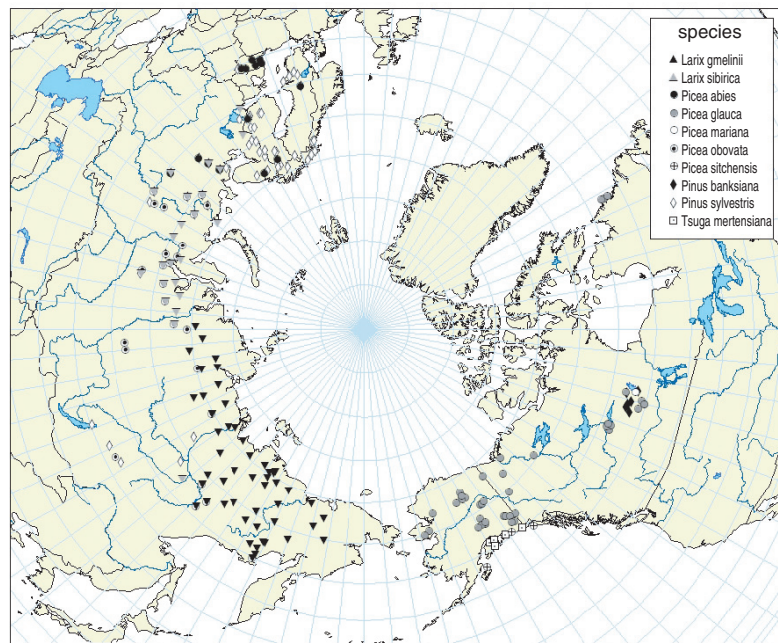 species
Larix gmelinii
Larix sibirica
Picea abies
Picea glauca
Picea mariana
Picea obovata
Picea sitchensis
Pinus banksiana
Pinus sylvestris
Tsuga mertensiana